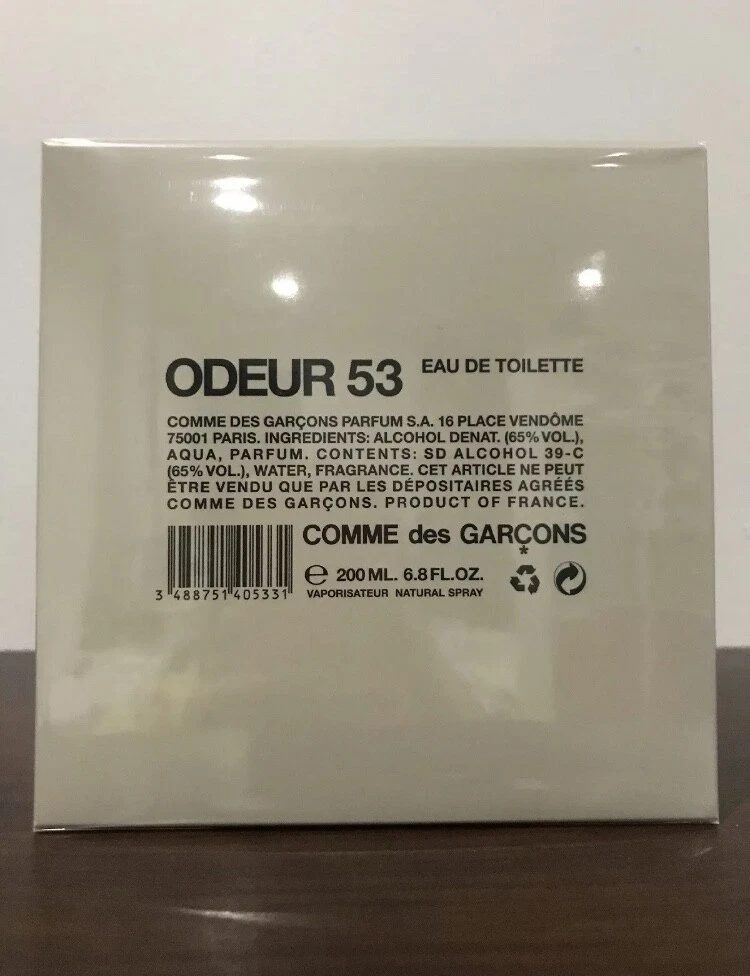 ODEUR 53 EAU DE TOILETTE
COMME DES GARÇONS PARFUM S.A. 16 PLACE VENDÔME
75001 PARIS. INGREDIENTS: ALCOHOL DENAT. (65% VOL.),
AQUA, PARFUM. CONTENTS: SD ALCOHOL 39-C
(65% VOL.), WATER, FRAGRANCE. CET ARTICLE NE PEUT
ÊTRE VENDU QUE PAR LES DÉPOSITAIRES AGRÉÉS
COMME DES GARÇONS. PRODUCT OF FRANCE.
COMME des GARÇONS
*
℮ 200 ML. 6.8 FL.OZ.
VAPORISATEUR NATURAL SPRAY
3 488751 405331